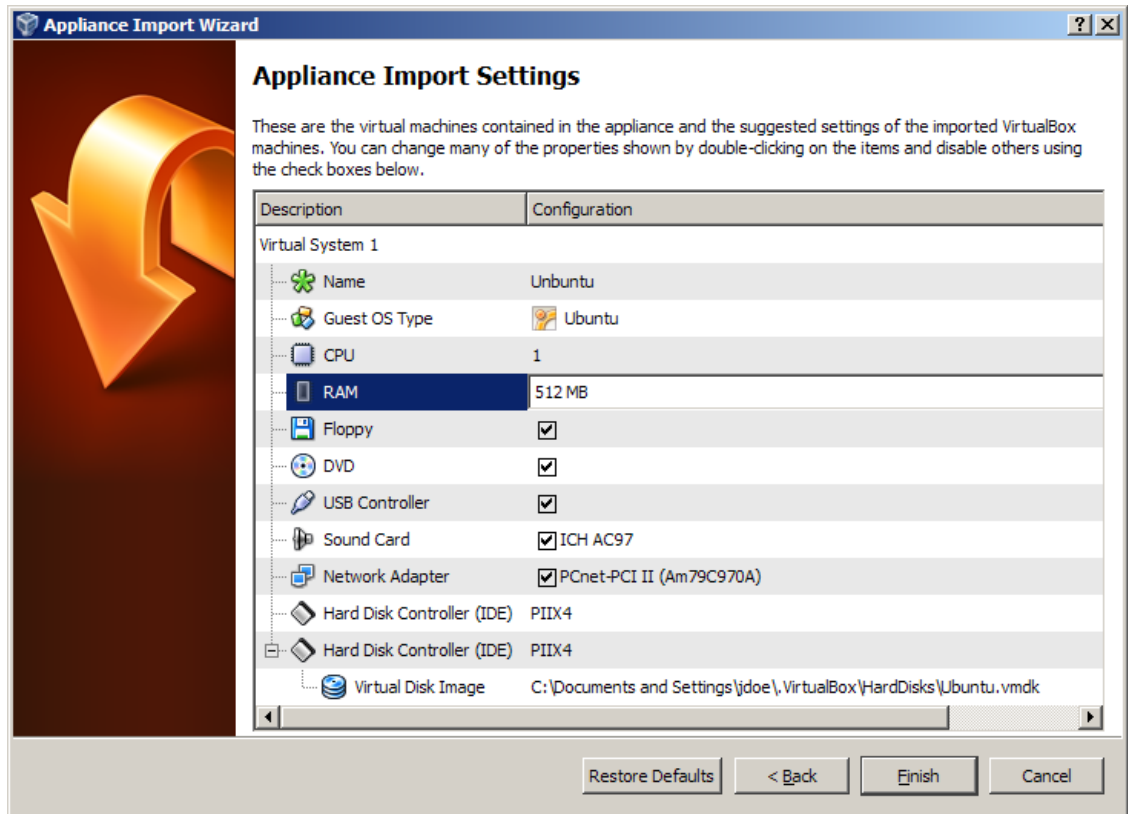 Appliance Import Wizard
Appliance Import Settings
These are the virtual machines contained in the appliance and the suggested settings of the imported VirtualBox
machines. You can change many of the properties shown by double-clicking on the items and disable others using
the check boxes below.
Description Configuration
Virtual System 1
Name Unbuntu
Guest OS Type Ubuntu
CPU 1
RAM 512 MB
Floppy
DVD
USB Controller
Sound Card ICH AC97
Network Adapter PCnet-PCI II (Am79C970A)
Hard Disk Controller (IDE) PIIX4
Hard Disk Controller (IDE) PIIX4
Virtual Disk Image C:\Documents and Settings\jdoe\.VirtualBox\HardDisks\Ubuntu.vmdk
Restore Defaults < Back Finish Cancel